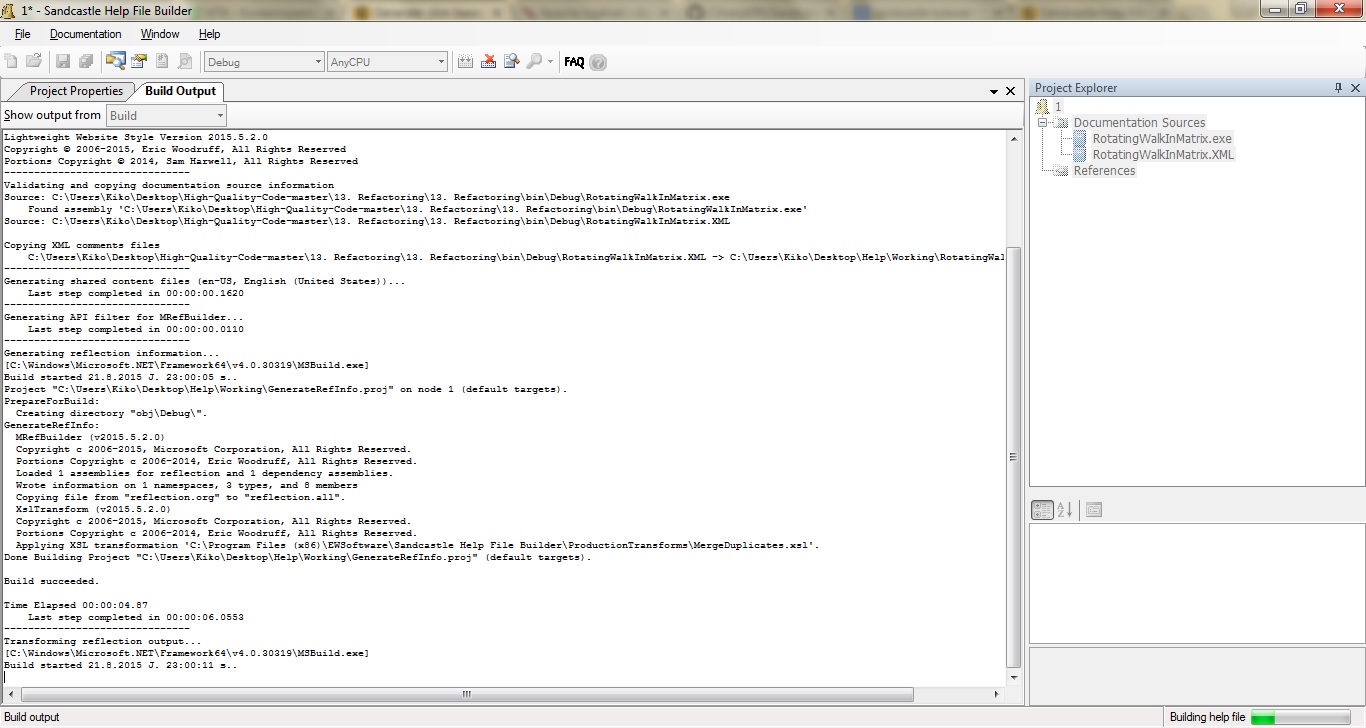 1* - Sandcastle Help File Builder
File Documentation Window Help
Debug AnyCPU FAQ
Project Properties Build Output
Show output from Build
Lightweight Website Style Version 2015.5.2.0
Copyright © 2006-2015, Eric Woodruff, All Rights Reserved
Portions Copyright © 2014, Sam Harwell, All Rights Reserved
-------------------------------
Validating and copying documentation source information
Source: C:\Users\Kiko\Desktop\High-Quality-Code-master\13. Refactoring\13. Refactoring\bin\Debug\RotatingWalkInMatrix.exe
Found assembly 'C:\Users\Kiko\Desktop\High-Quality-Code-master\13. Refactoring\13. Refactoring\bin\Debug\RotatingWalkInMatrix.exe'
Source: C:\Users\Kiko\Desktop\High-Quality-Code-master\13. Refactoring\13. Refactoring\bin\Debug\RotatingWalkInMatrix.XML
Copying XML comments files
C:\Users\Kiko\Desktop\High-Quality-Code-master\13. Refactoring\13. Refactoring\bin\Debug\RotatingWalkInMatrix.XML -> C:\Users\Kiko\Desktop\Help\Working\RotatingWal
-------------------------------
Generating shared content files (en-US, English (United States))...
Last step completed in 00:00:00.1620
-------------------------------
Generating API filter for MRefBuilder...
Last step completed in 00:00:00.0110
-------------------------------
Generating reflection information...
[C:\Windows\Microsoft.NET\Framework64\v4.0.30319\MSBuild.exe]
Build started 21.8.2015 J. 23:00:05 s..
Project "C:\Users\Kiko\Desktop\Help\Working\GenerateRefInfo.proj" on node 1 (default targets).
PrepareForBuild:
Creating directory "obj\Debug\".
GenerateRefInfo:
MRefBuilder (v2015.5.2.0)
Copyright c 2006-2015, Microsoft Corporation, All Rights Reserved.
Portions Copyright c 2006-2014, Eric Woodruff, All Rights Reserved.
Loaded 1 assemblies for reflection and 1 dependency assemblies.
Wrote information on 1 namespaces, 3 types, and 8 members
Copying file from "reflection.org" to "reflection.all".
XslTransform (v2015.5.2.0)
Copyright c 2006-2015, Microsoft Corporation, All Rights Reserved.
Portions Copyright c 2006-2014, Eric Woodruff, All Rights Reserved.
Applying XSL transformation 'C:\Program Files (x86)\EWSoftware\Sandcastle Help File Builder\ProductionTransforms\MergeDuplicates.xsl'.
Done Building Project "C:\Users\Kiko\Desktop\Help\Working\GenerateRefInfo.proj" (default targets).
Build succeeded.
Time Elapsed 00:00:04.87
Last step completed in 00:00:06.0553
-------------------------------
Transforming reflection output...
[C:\Windows\Microsoft.NET\Framework64\v4.0.30319\MSBuild.exe]
Build started 21.8.2015 J. 23:00:11 s..
Project Explorer
1
Documentation Sources
RotatingWalkInMatrix.exe
RotatingWalkInMatrix.XML
References
Build output
Building help file